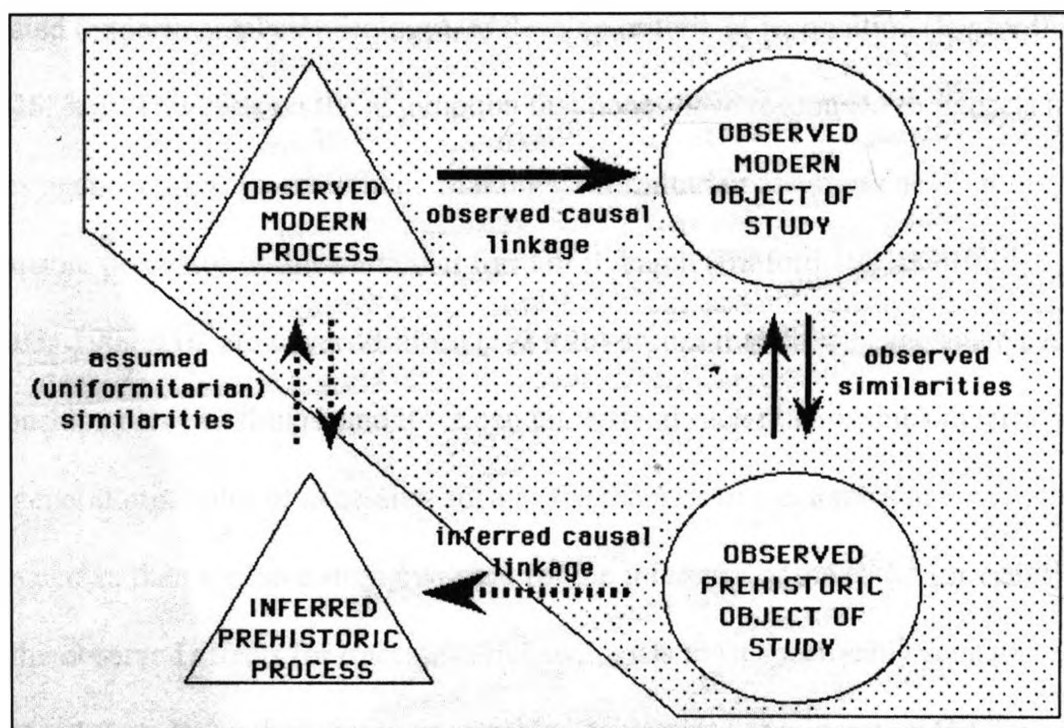 OBSERVED
MODERN
PROCESS
observed causal
linkage
OBSERVED
MODERN
OBJECT OF
STUDY
assumed
(uniformitarian)
similarities
observed
similarities
inferred causal
linkage
INFERRED
PREHISTORIC
PROCESS
OBSERVED
PREHISTORIC
OBJECT OF
STUDY